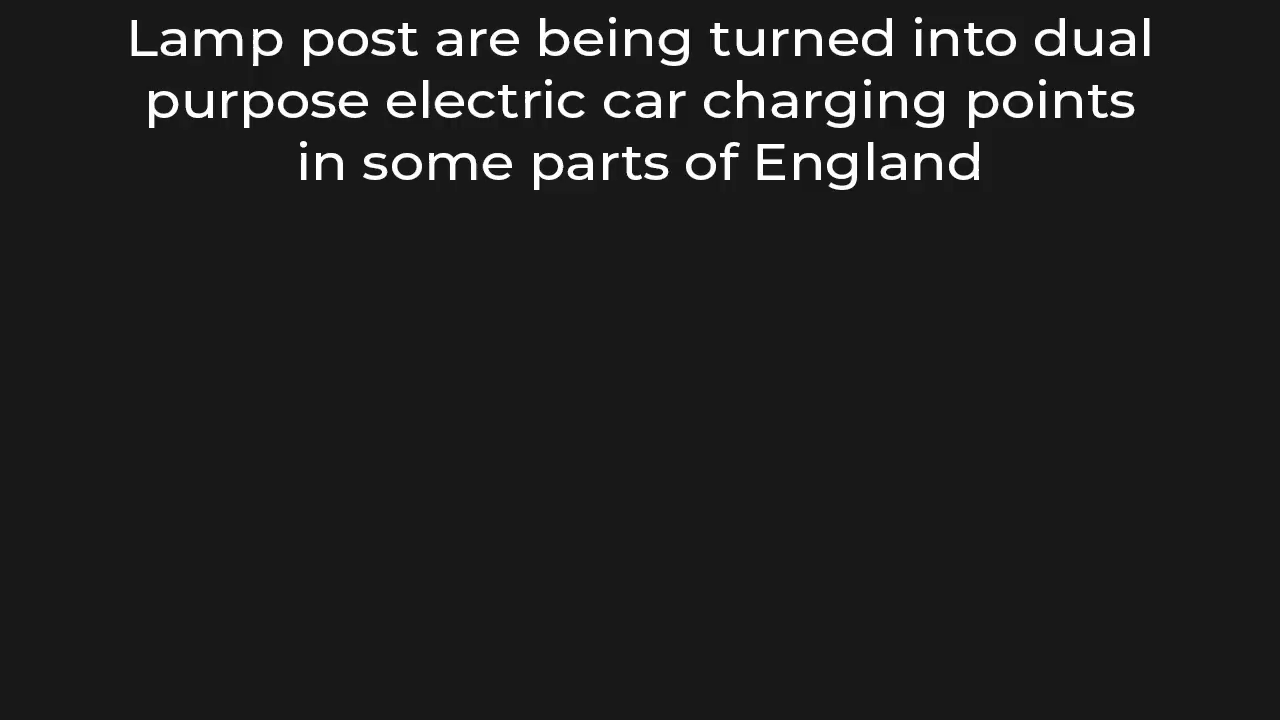 Lamp post are being turned into dual
purpose electric car charging points
in some parts of England